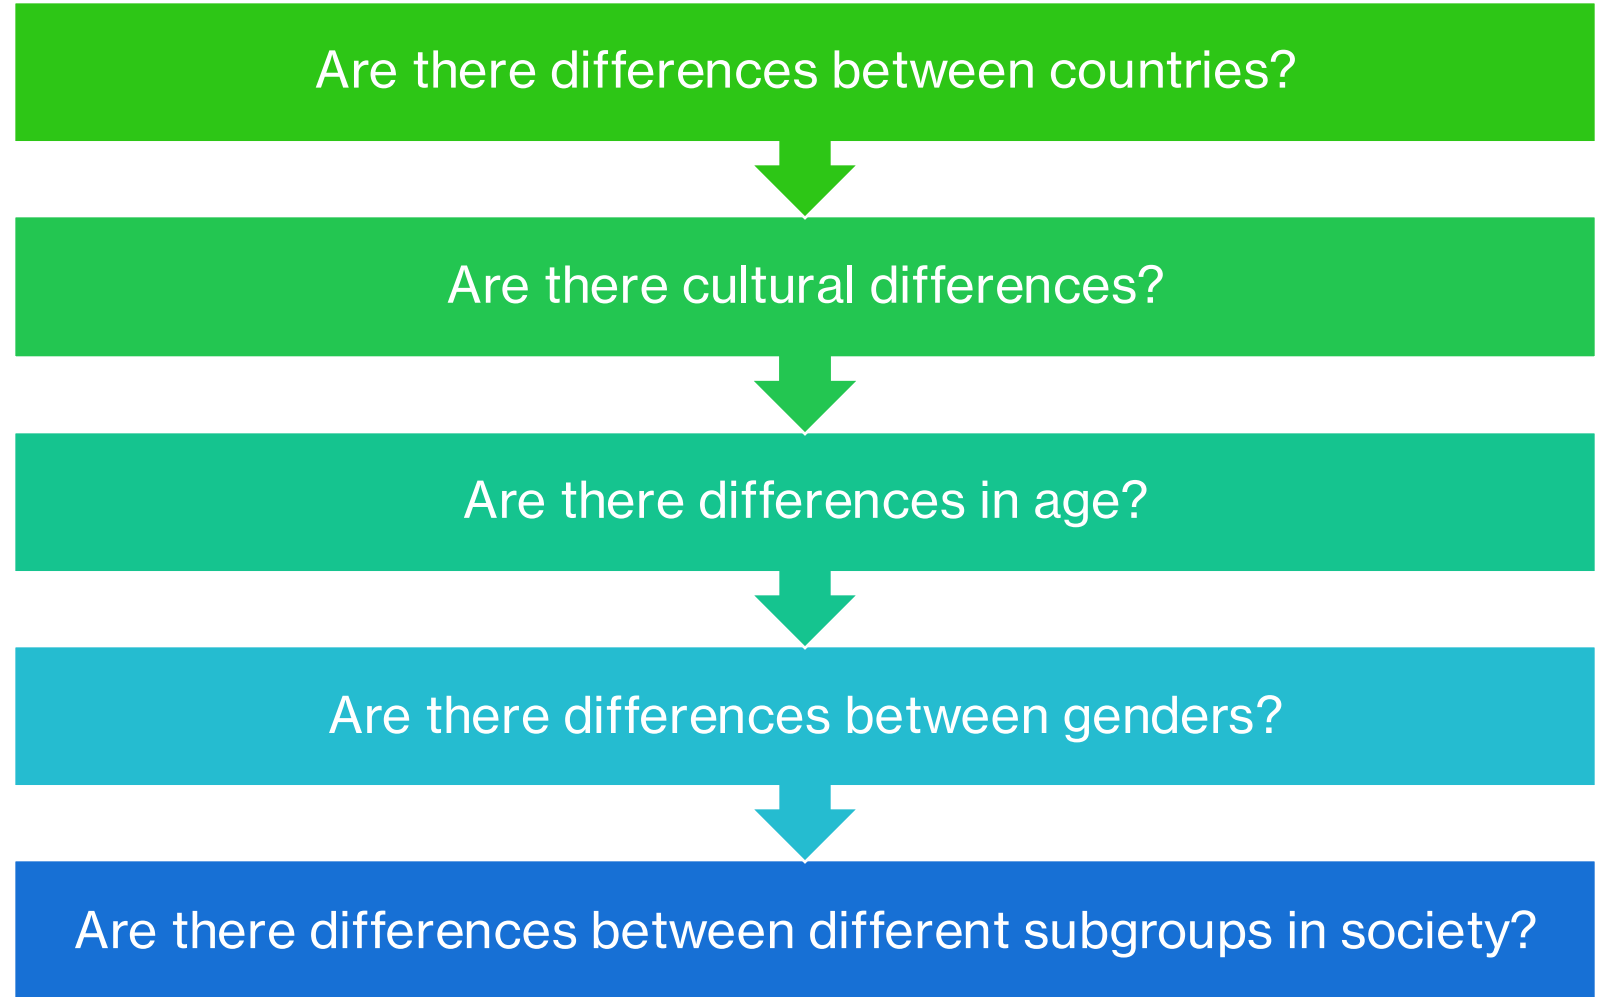 Are there differences between countries?
Are there cultural differences?
Are there differences in age?
Are there differences between genders?
Are there differences between different subgroups in society?